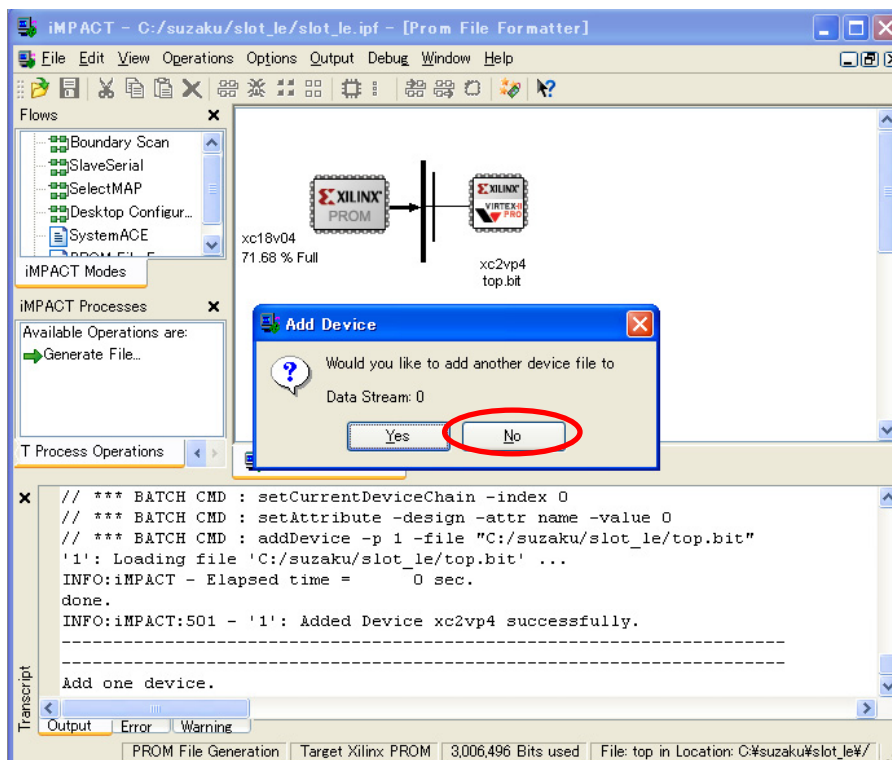 iMPACT - C:/suzaku/slot_le/slot_le.ipf - [Prom File Formatter]
File Edit View Operations Options Output Debug Window Help
Flows
Boundary Scan
SlaveSerial
SelectMAP
Desktop Configur...
SystemACE
iMPACT Modes
XILINX
PROM
xc18v04
71.68 % Full
XILINX
VIRTEX-II
PRO
xc2vp4
top.bit
iMPACT Processes
Available Operations are:
Generate File...
T Process Operations
Add Device
Would you like to add another device file to
Data Stream: 0
Yes
No
// *** BATCH CMD : setCurrentDeviceChain -index 0
// *** BATCH CMD : setAttribute -design -attr name -value 0
// *** BATCH CMD : addDevice -p 1 -file "C:/suzaku/slot_le/top.bit"
'1': Loading file 'C:/suzaku/slot_le/top.bit' ...
INFO:iMPACT - Elapsed time =      0 sec.
done.
INFO:iMPACT:501 - '1': Added Device xc2vp4 successfully.
----------------------------------------------------------------------
----------------------------------------------------------------------
Add one device.
Transcript
Output Error Warning
PROM File Generation Target Xilinx PROM 3,006,496 Bits used File: top in Location: C:¥suzaku¥slot_le¥/